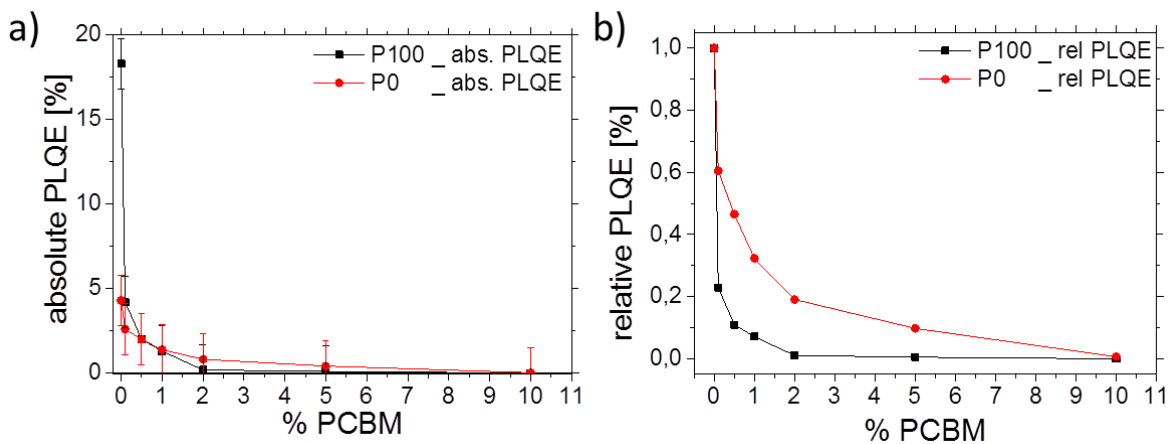 a)
absolute PLQE [%]
20
15
10
5
0
P100 _ abs. PLQE
P0 _ abs. PLQE
0 1 2 3 4 5 6 7 8 9 10 11
% PCBM
b)
relative PLQE [%]
1,0
0,8
0,6
0,4
0,2
0,0
P100 _ rel PLQE
P0 _ rel PLQE
0 1 2 3 4 5 6 7 8 9 10 11
% PCBM